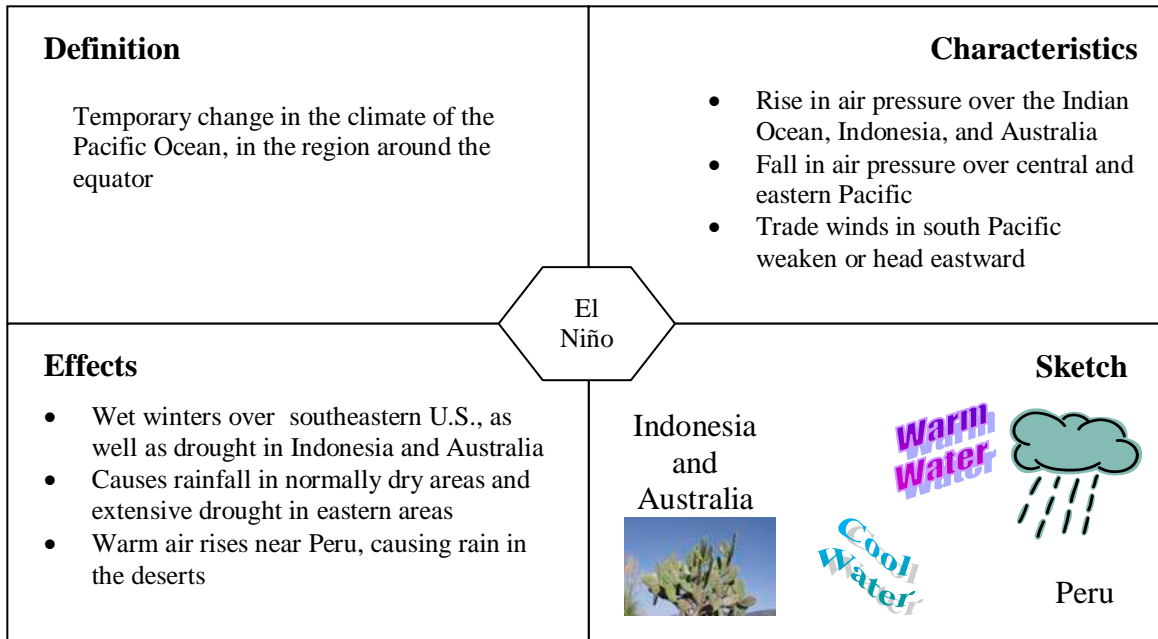 Definition
Temporary change in the climate of the
Pacific Ocean, in the region around the
equator
Characteristics
• Rise in air pressure over the Indian
Ocean, Indonesia, and Australia
• Fall in air pressure over central and
eastern Pacific
• Trade winds in south Pacific
weaken or head eastward
El
Niño
Effects
• Wet winters over southeastern U.S., as
well as drought in Indonesia and Australia
• Causes rainfall in normally dry areas and
extensive drought in eastern areas
• Warm air rises near Peru, causing rain in
the deserts
Sketch
Indonesia
and
Australia
Warm
Water
Cool
Water
Peru